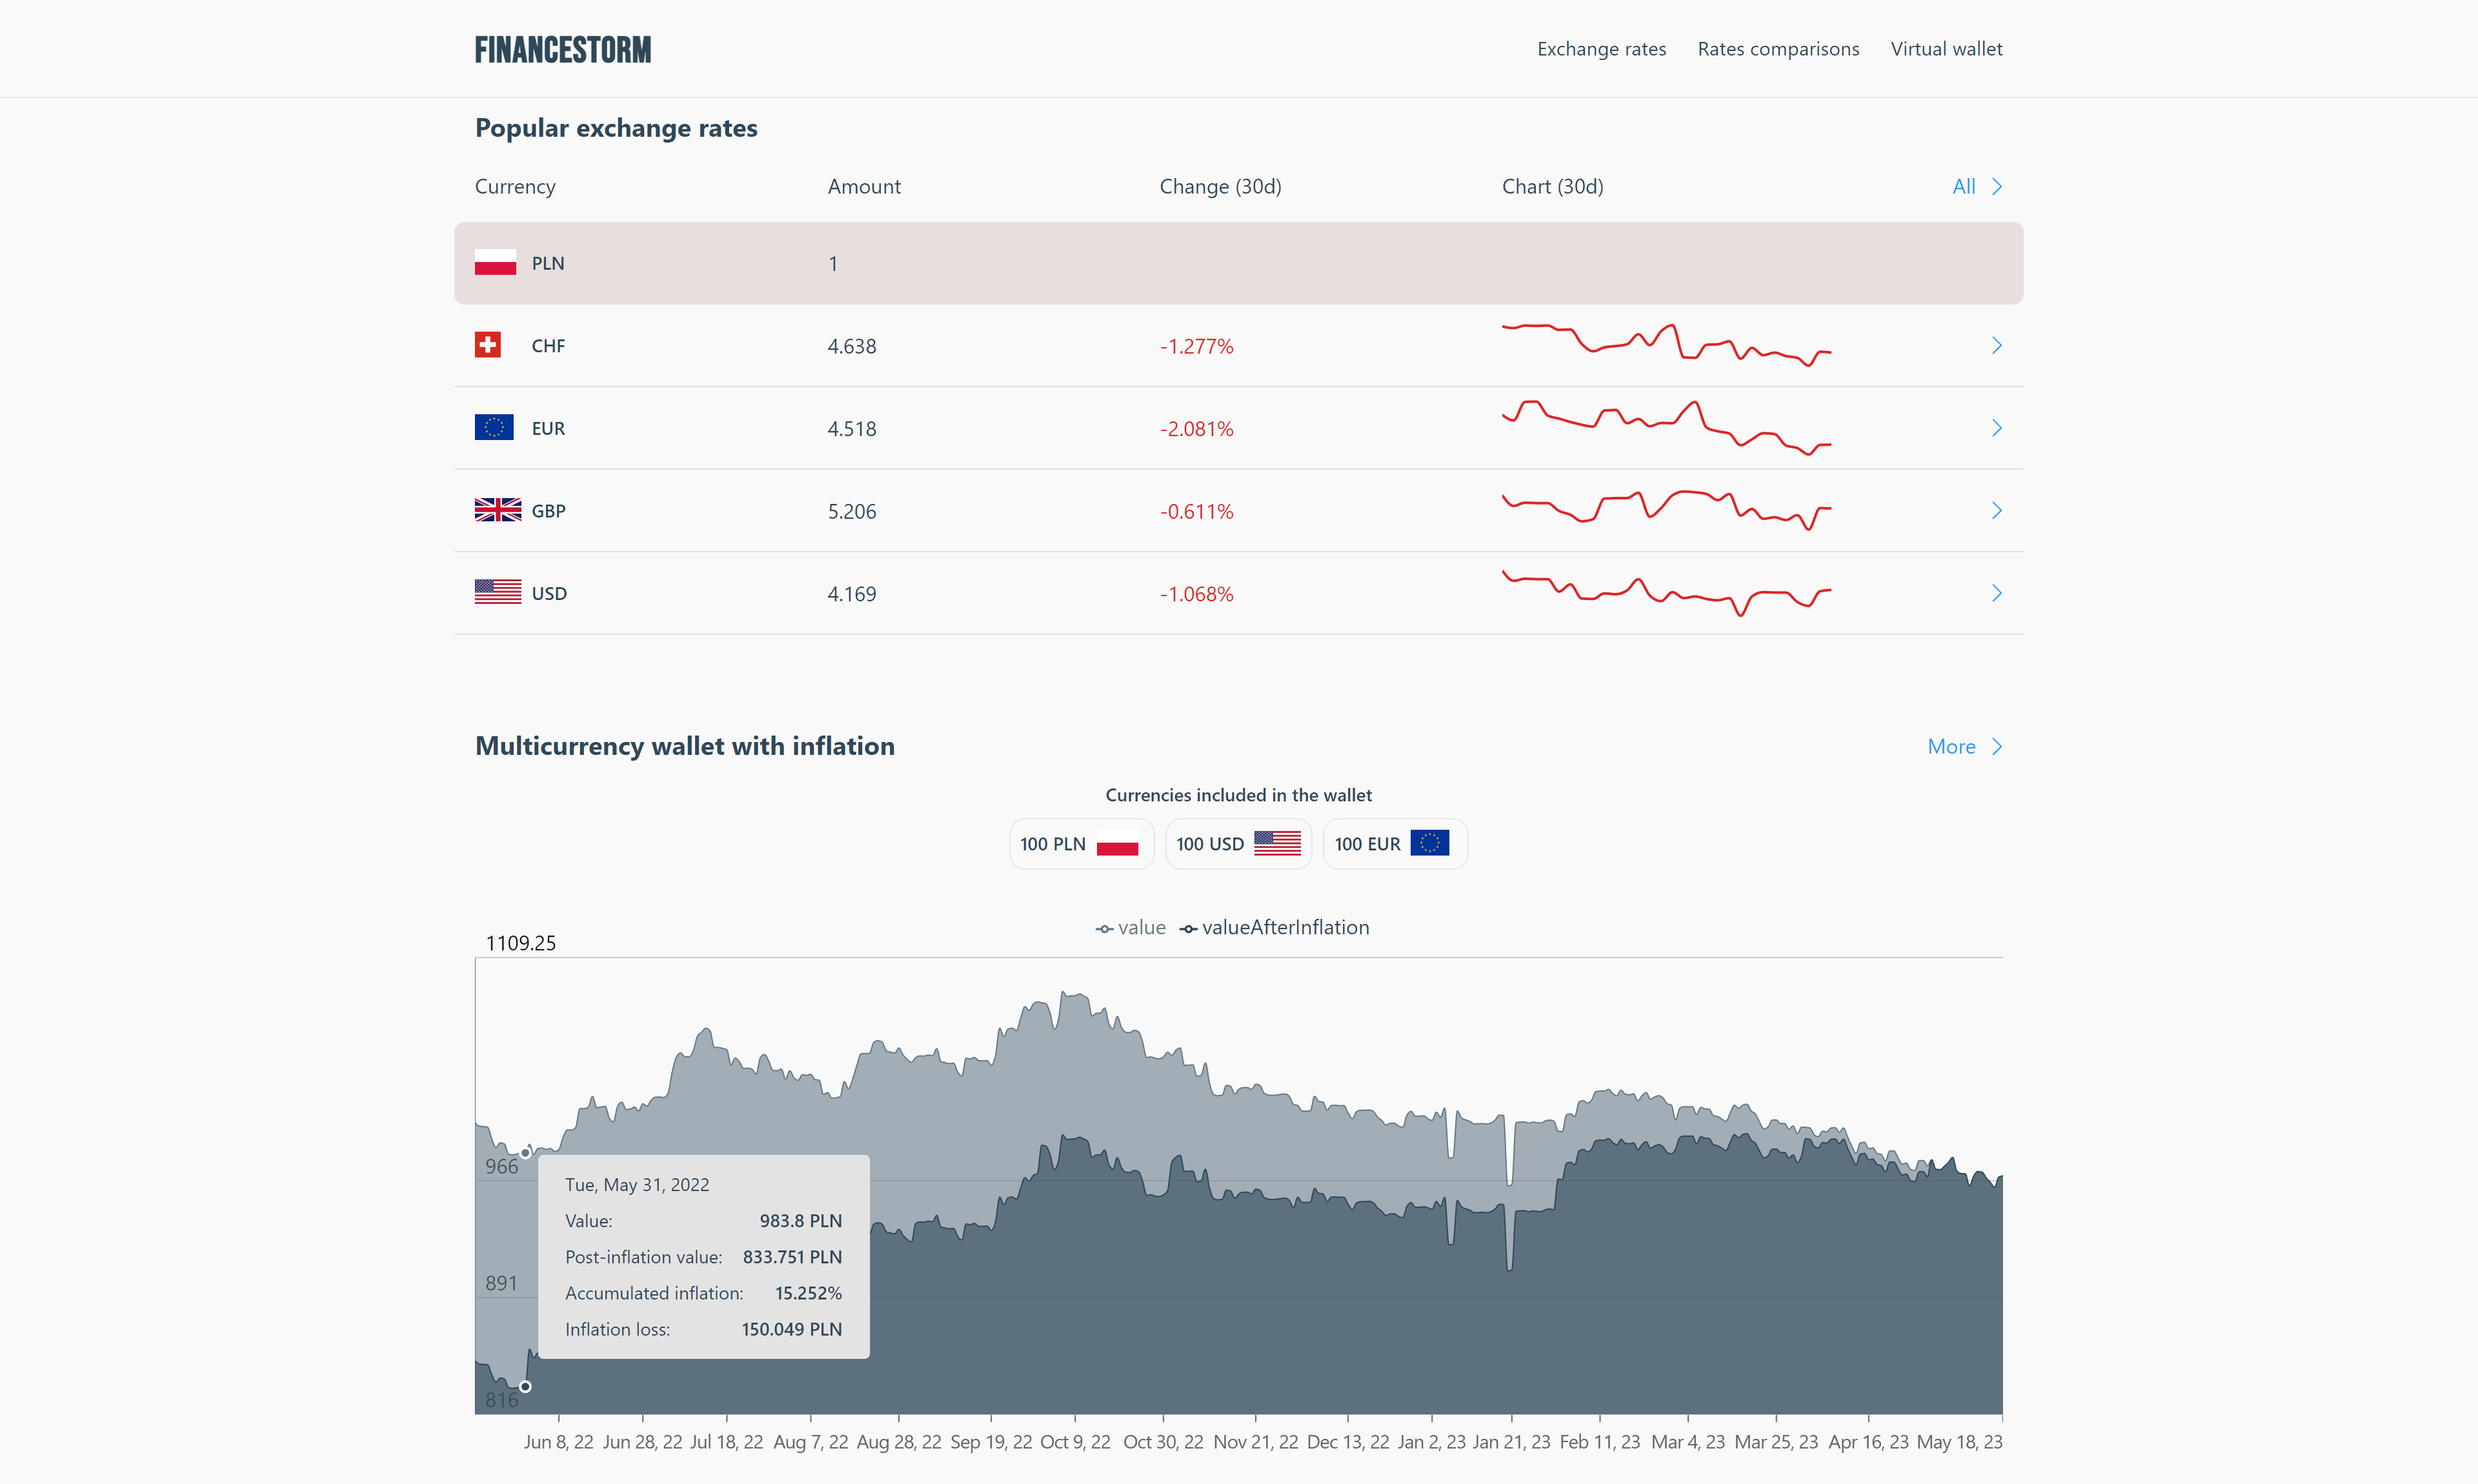 FINANCESTORM
Exchange rates Rates comparisons Virtual wallet
Popular exchange rates
Currency Amount Change (30d) Chart (30d) All
PLN 1
CHF 4.638 -1.277%
EUR 4.518 -2.081%
GBP 5.206 -0.611%
USD 4.169 -1.068%
Multicurrency wallet with inflation More
Currencies included in the wallet
100 PLN 100 USD 100 EUR
value valueAfterInflation
1109.25
966
Tue, May 31, 2022
Value: 983.8 PLN
Post-inflation value: 833.751 PLN
891
Accumulated inflation: 15.252%
Inflation loss: 150.049 PLN
816
Jun 8, 22 Jun 28, 22 Jul 18, 22 Aug 7, 22 Aug 28, 22 Sep 19, 22 Oct 9, 22 Oct 30, 22 Nov 21, 22 Dec 13, 22 Jan 2, 23 Jan 21, 23 Feb 11, 23 Mar 4, 23 Mar 25, 23 Apr 16, 23 May 18, 23